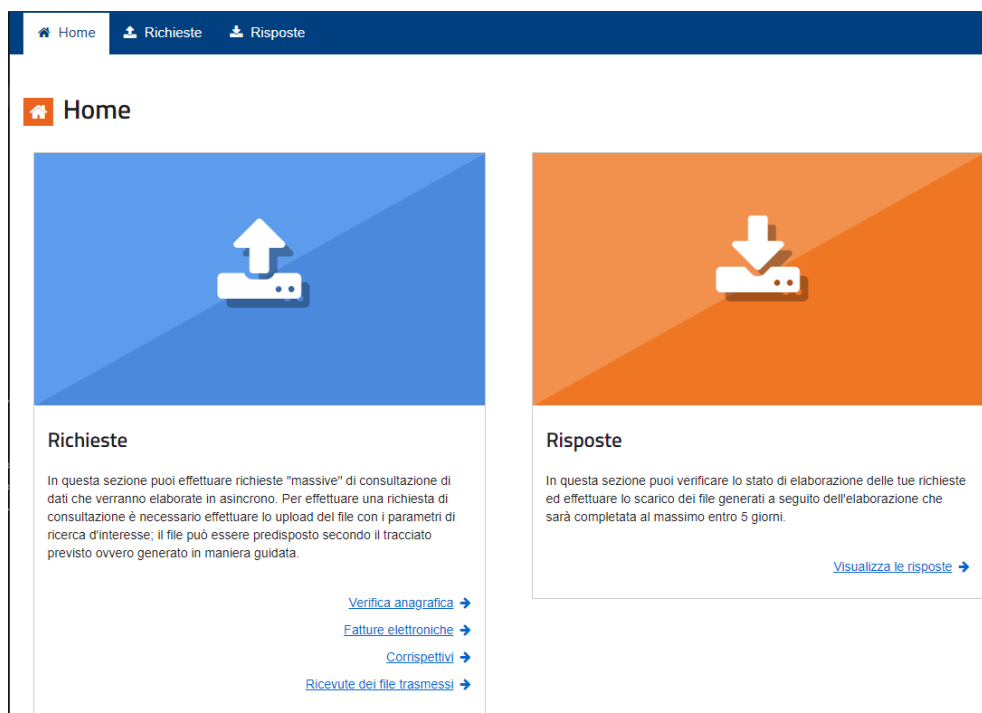 Home
Richieste
Risposte
Home
Richieste
In questa sezione puoi effettuare richieste "massive" di consultazione di
dati che verranno elaborate in asincrono. Per effettuare una richiesta di
consultazione è necessario effettuare lo upload del file con i parametri di
ricerca d'interesse; il file può essere predisposto secondo il tracciato
previsto ovvero generato in maniera guidata.
Verifica anagrafica
Fatture elettroniche
Corrispettivi
Ricevute dei file trasmessi
Risposte
In questa sezione puoi verificare lo stato di elaborazione delle tue richieste
ed effettuare lo scarico dei file generati a seguito dell'elaborazione che
sarà completata al massimo entro 5 giorni.
Visualizza le risposte